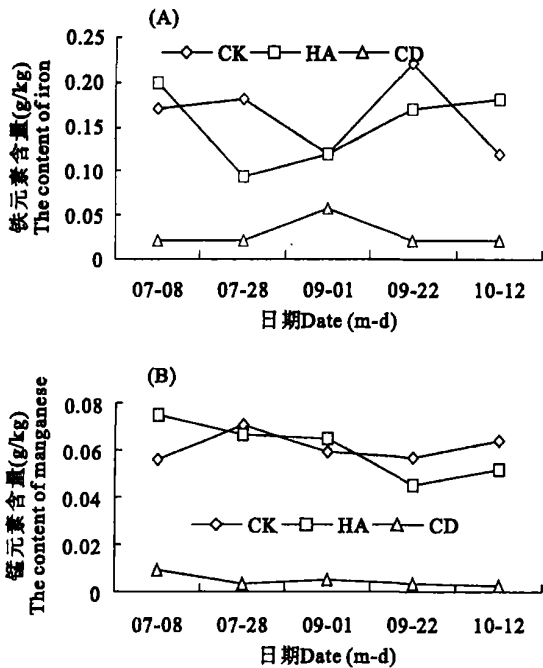 (A)
CK HA CD
0.25
0.20
0.15
0.10
0.05
0
铁元素含量(g/kg)
The content of iron
07-08 07-28 09-01 09-22 10-12
日期Date (m-d)
(B)
0.08
0.06
0.04
0.02
0
锰元素含量(g/kg)
The content of manganese
CK HA CD
07-08 07-28 09-01 09-22 10-12
日期Date (m-d)